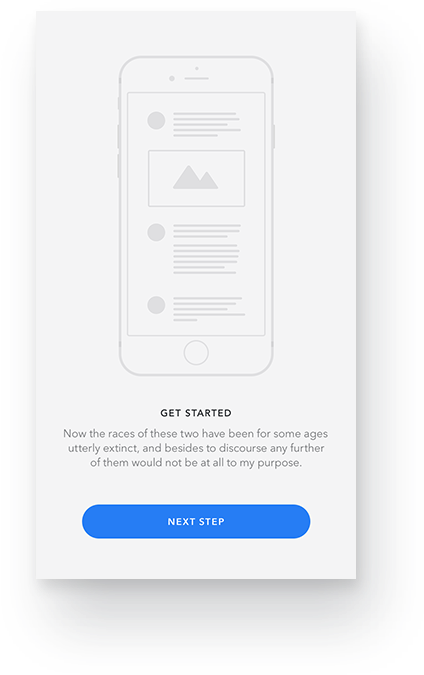 GET STARTED
Now the races of these two have been for some ages
utterly extinct, and besides to discourse any further
of them would not be at all to my purpose.
NEXT STEP